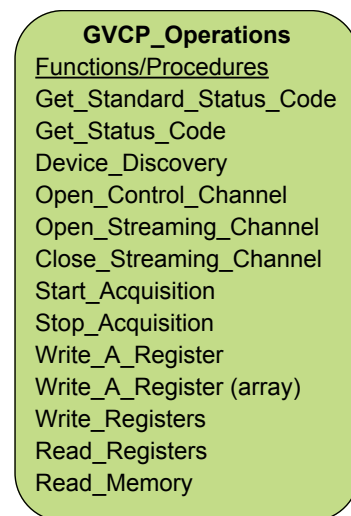 GVCP_Operations
Functions/Procedures
Get_Standard_Status_Code
Get_Status_Code
Device_Discovery
Open_Control_Channel
Open_Streaming_Channel
Close_Streaming_Channel
Start_Acquisition
Stop_Acquisition
Write_A_Register
Write_A_Register (array)
Write_Registers
Read_Registers
Read_Memory